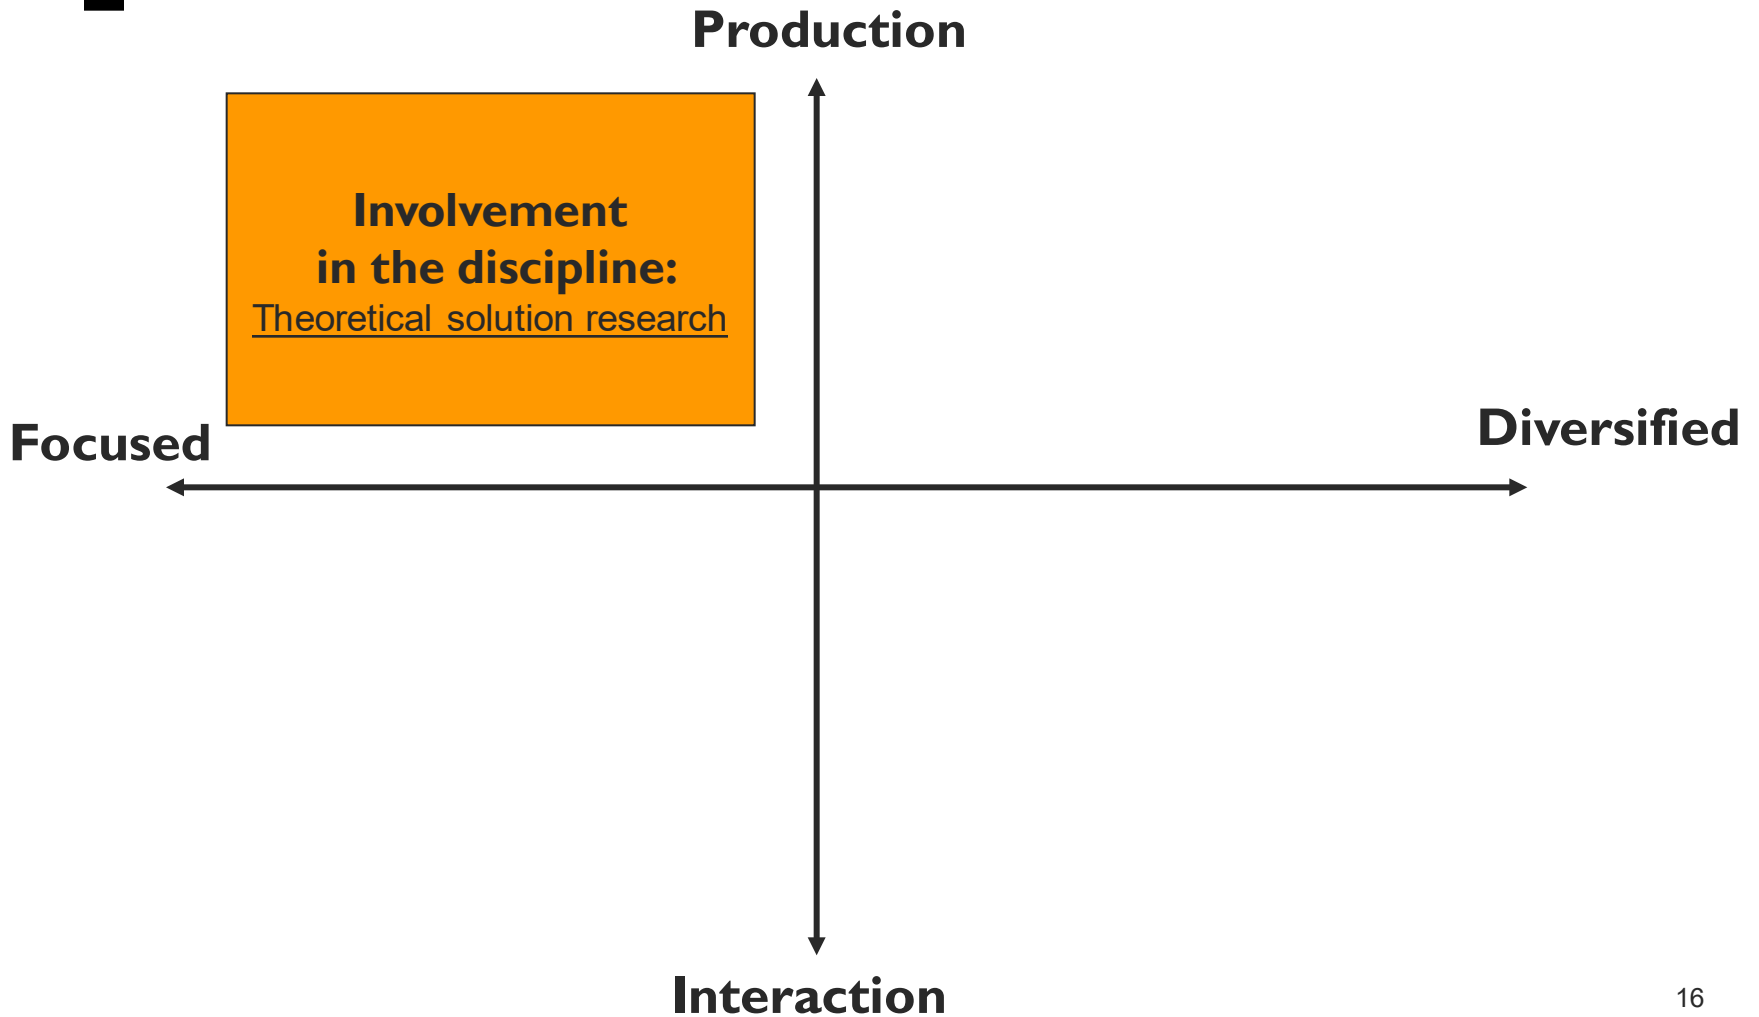 Production
Involvement
in the discipline:
Theoretical solution research
Focused
Diversified
Interaction
16